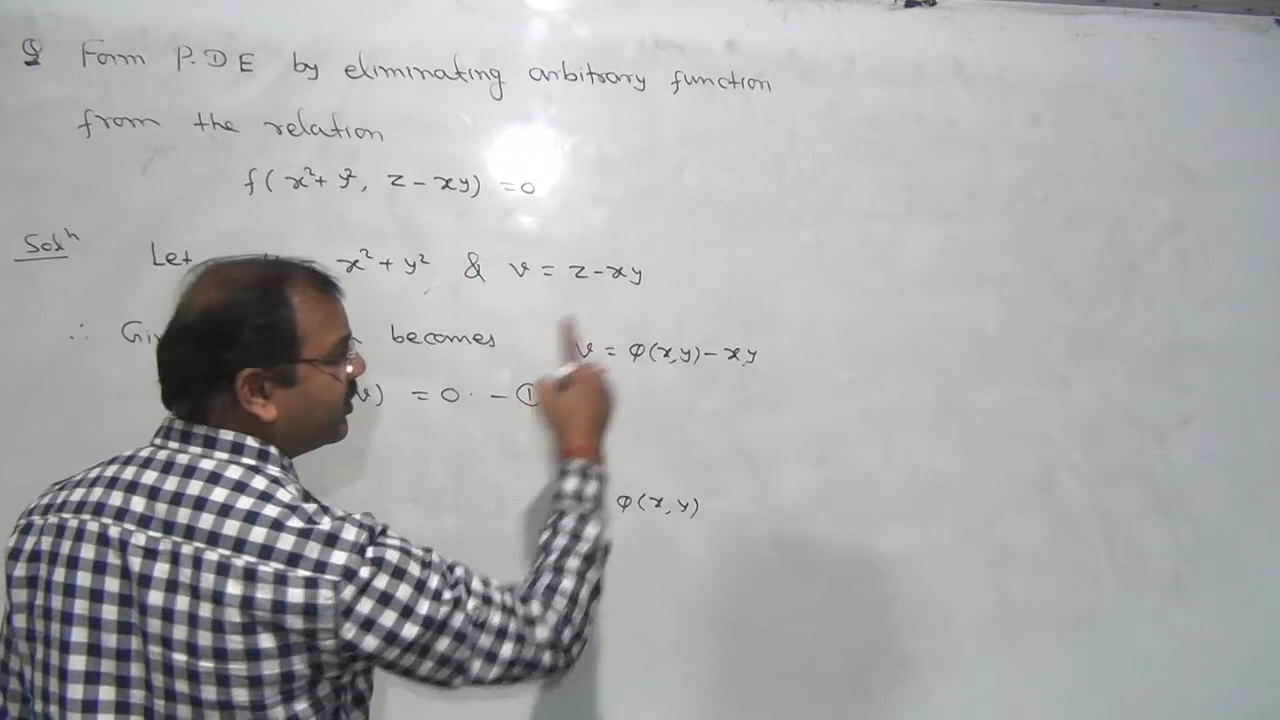 Q Form P.D E by eliminating arbitrary function
from the relation
f( x²+ y², z - xy) = 0
Solⁿ Let x² + y² & v = z - xy
∴ becomes
v = φ(x,y) - xy
v) = 0. - ①
φ(x, y)